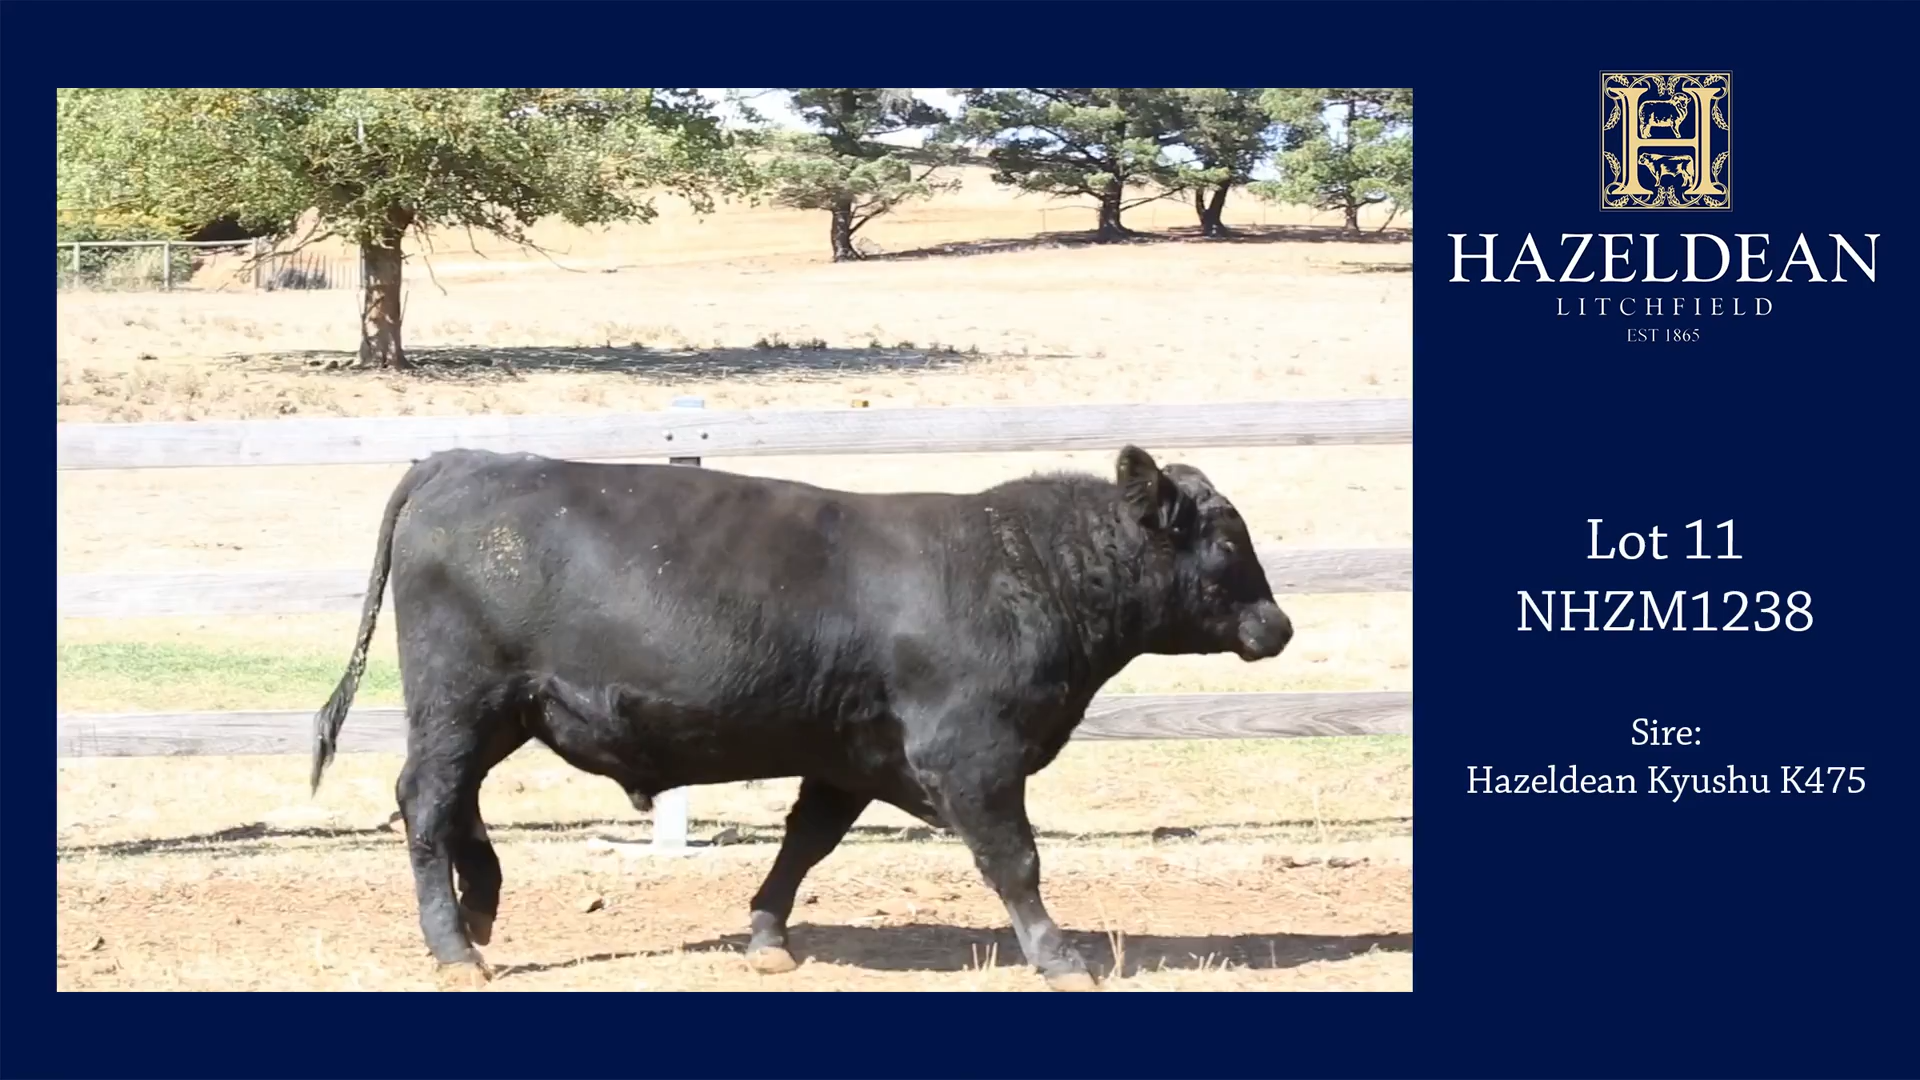 H
HAZELDEAN
LITCHFIELD
EST 1865
Lot 11
NHZM1238
Sire:
Hazeldean Kyushu K475